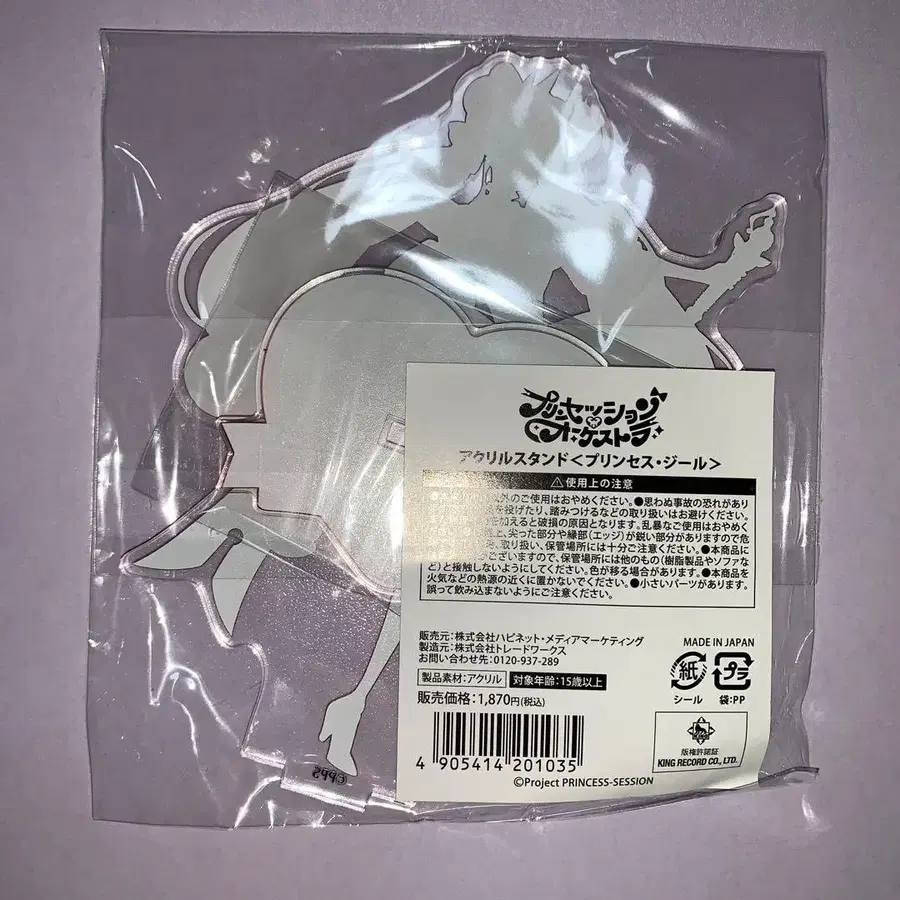 プリンセッション
オーケストラ
アクリルスタンド<プリンセス・ジール>
⚠使用上の注意
以外のご使用はおやめください。●思わぬ事故の恐れがあり
を投げたり、踏みつけるなどの取り扱いはお避けください。
を加えると破損の原因となります。乱暴なご使用はおやめく
上、尖った部分や縁部(エッジ)が鋭い部分がありますので危
取り扱い、保管場所には十分ご注意ください。●本商品に
ございますので、保管場所には他のもの(樹脂製品やソファな
ど)と接触しないようにしてください。色が移る場合があります。●本商品を
火気などの熱源の近くに置かないでください。●小さいパーツがあります。
誤って飲み込まないようにご注意ください。
販売元:株式会社ハピネット・メディアマーケティング
製造元:株式会社トレードワークス
お問い合わせ先:0120-937-289
製品素材:アクリル 対象年齢:15歳以上
販売価格:1,870円(税込)
4 905414 201035
MADE IN JAPAN
紙 プラ
シール 袋:PP
版権許諾証
KING RECORD CO., LTD.
©Project PRINCESS-SESSION
©PPS